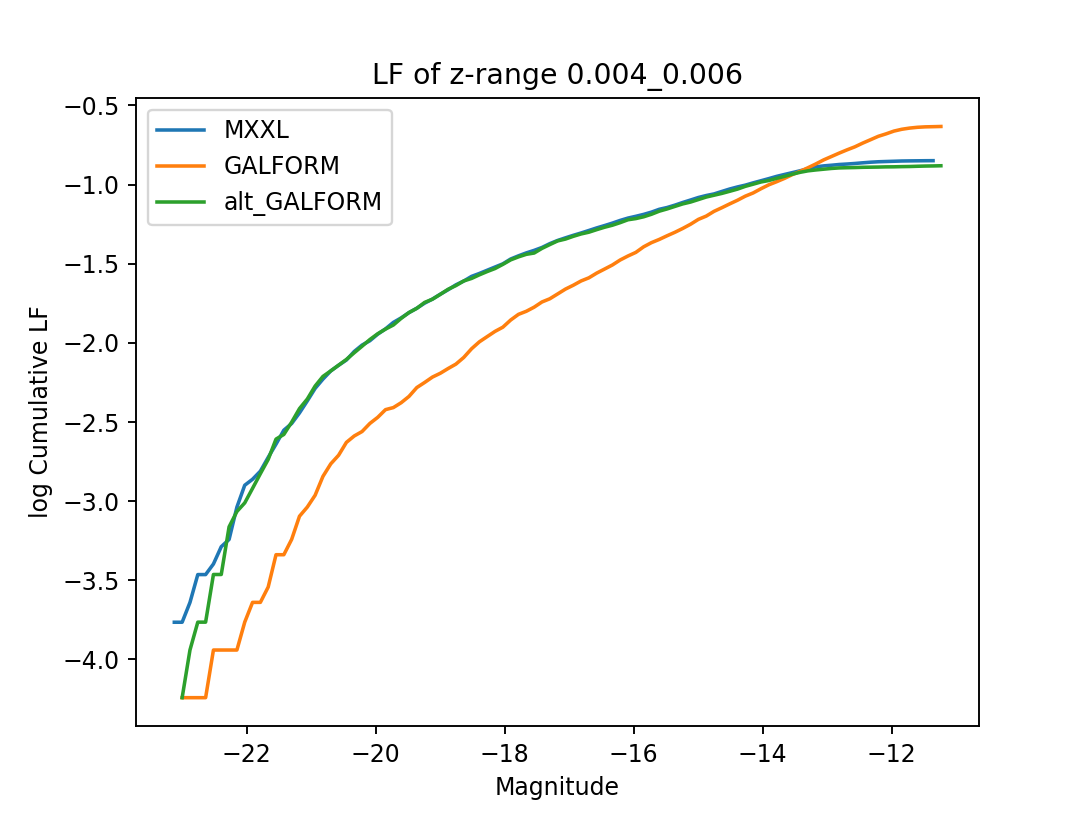 LF of z-range 0.004_0.006
MXXL
GALFORM
alt_GALFORM
−0.5
−1.0
−1.5
−2.0
−2.5
−3.0
−3.5
−4.0
log Cumulative LF
−22
−20
−18
−16
−14
−12
Magnitude